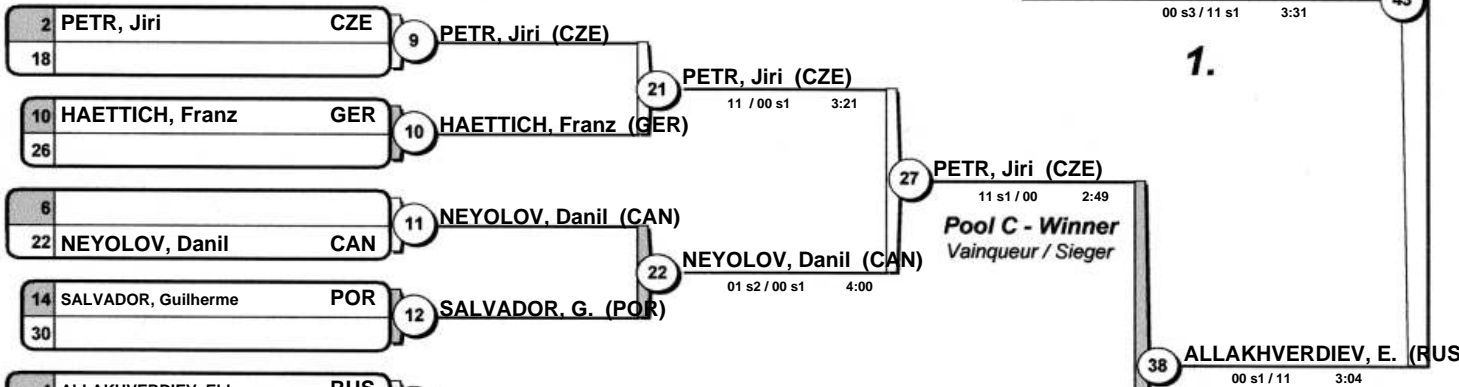 2 PETR, Jiri CZE
18
9 PETR, Jiri (CZE)
10 HAETTICH, Franz GER
26
10 HAETTICH, Franz (GER)
21 PETR, Jiri (CZE)
11 / 00 s1 3:21
6
22 NEYOLOV, Danil CAN
11 NEYOLOV, Danil (CAN)
14 SALVADOR, Guilherme POR
30
12 SALVADOR, G. (POR)
22 NEYOLOV, Danil (CAN)
01 s2 / 00 s1 4:00
27 PETR, Jiri (CZE)
11 s1 / 00 2:49
Pool C - Winner
Vainqueur / Sieger
00 s3 / 11 s1 3:31
43
1.
38 ALLAKHVERDIEV, E. (RUS
00 s1 / 11 3:04
RUS